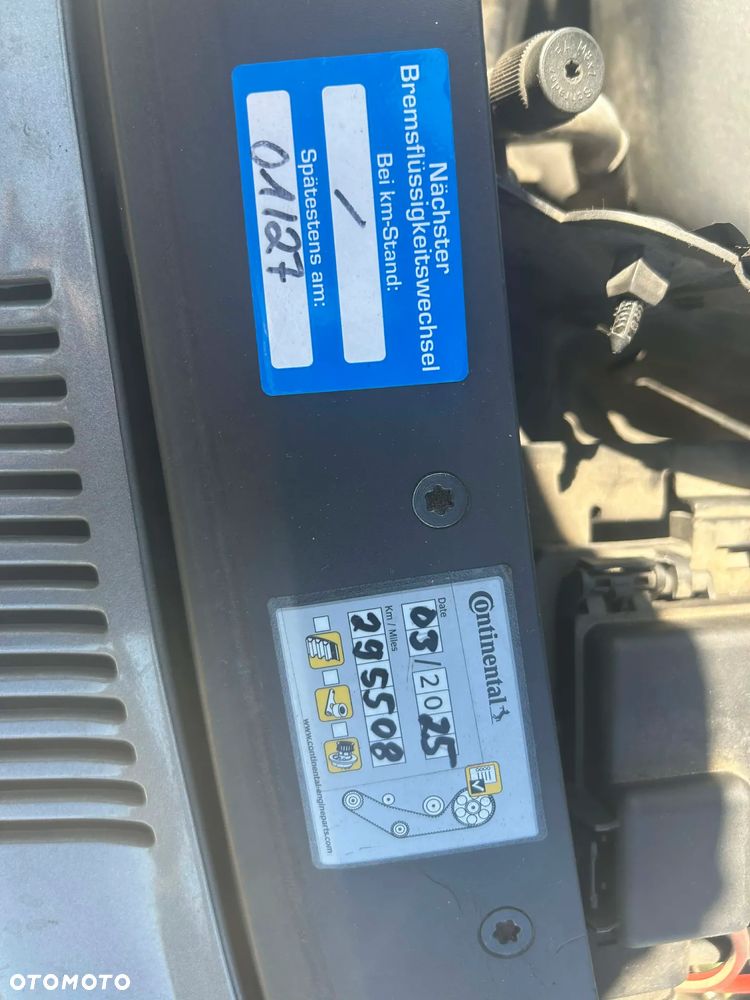 Nächster
Bremsflüssigkeitswechsel
Bei km-Stand:
/
Spätestens am:
01/27
Continental
Date
03/2025
Km / Miles
295508
www.continental-engineparts.com
OTOMOTO